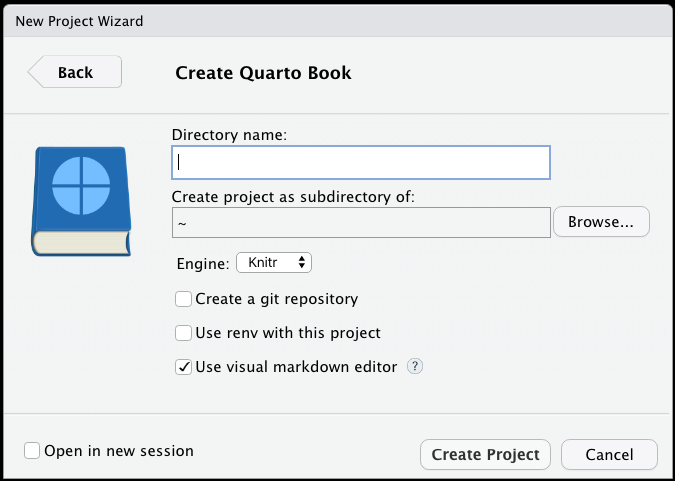 New Project Wizard
Back
Create Quarto Book
Directory name:
Create project as subdirectory of:
~
Browse...
Engine: Knitr
Create a git repository
Use renv with this project
Use visual markdown editor ?
Open in new session
Create Project
Cancel